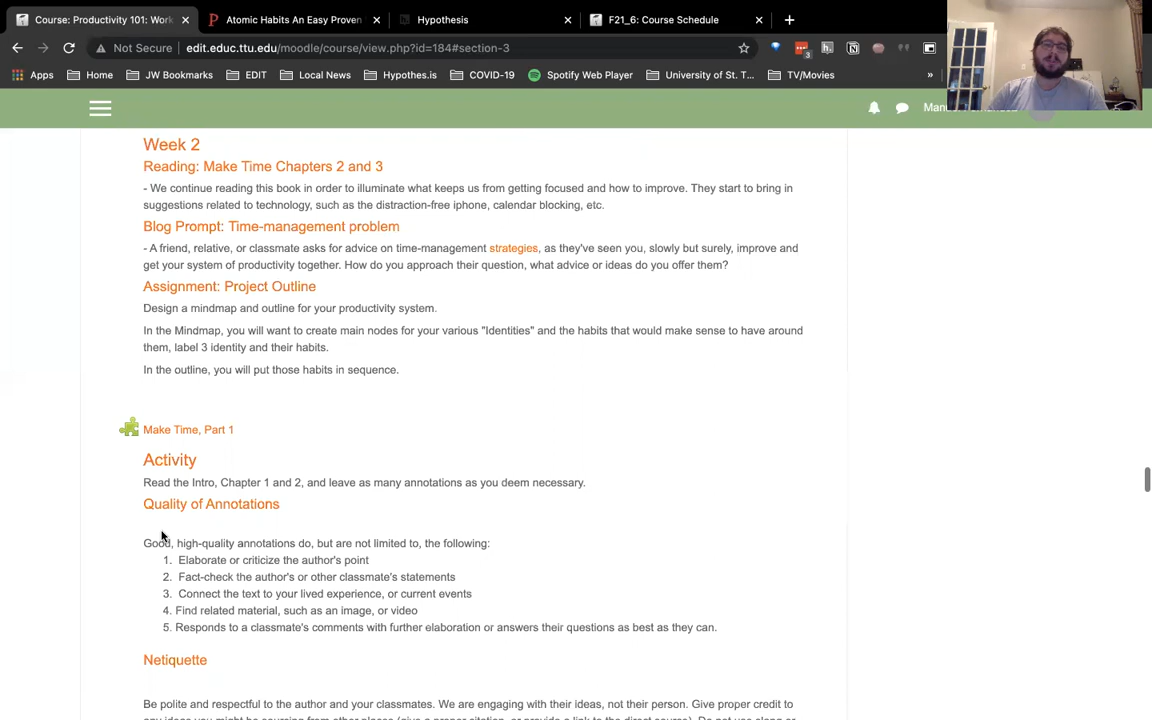 Course: Productivity 101: Work
Atomic Habits An Easy Proven
Hypothesis
F21_6: Course Schedule
Not Secure
edit.educ.ttu.edu/moodle/course/view.php?id=184#section-3
3
Apps
Home
JW Bookmarks
EDIT
Local News
Hypothes.is
COVID-19
Spotify Web Player
University of St. T...
TV/Movies
»
Week 2
Reading: Make Time Chapters 2 and 3
- We continue reading this book in order to illuminate what keeps us from getting focused and how to improve. They start to bring in
suggestions related to technology, such as the distraction-free iphone, calendar blocking, etc.
Blog Prompt: Time-management problem
- A friend, relative, or classmate asks for advice on time-management strategies, as they've seen you, slowly but surely, improve and
get your system of productivity together. How do you approach their question, what advice or ideas do you offer them?
Assignment: Project Outline
Design a mindmap and outline for your productivity system.
In the Mindmap, you will want to create main nodes for your various "Identities" and the habits that would make sense to have around
them, label 3 identity and their habits.
In the outline, you will put those habits in sequence.
Make Time, Part 1
Activity
Read the Intro, Chapter 1 and 2, and leave as many annotations as you deem necessary.
Quality of Annotations
Good, high-quality annotations do, but are not limited to, the following:
1. Elaborate or criticize the author's point
2. Fact-check the author's or other classmate's statements
3. Connect the text to your lived experience, or current events
4. Find related material, such as an image, or video
5. Responds to a classmate's comments with further elaboration or answers their questions as best as they can.
Netiquette
Be polite and respectful to the author and your classmates. We are engaging with their ideas, not their person. Give proper credit to